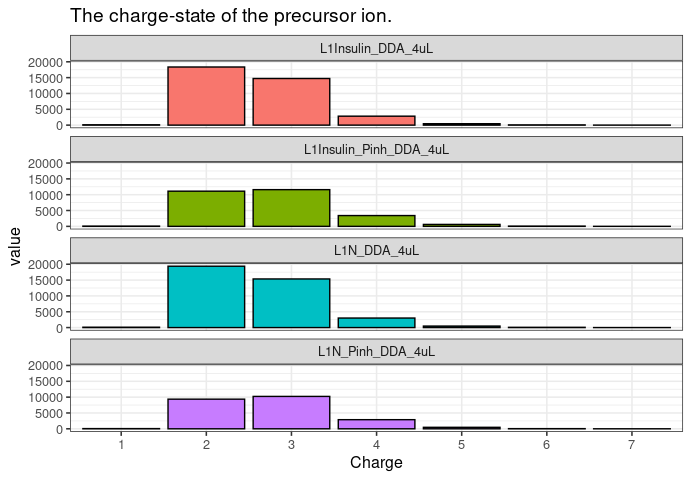 The charge-state of the precursor ion.
L1Insulin_DDA_4uL
20000
15000
10000
5000
0
L1Insulin_Pinh_DDA_4uL
20000
15000
10000
5000
0
L1N_DDA_4uL
20000
15000
10000
5000
0
L1N_Pinh_DDA_4uL
20000
15000
10000
5000
0
value
1 2 3 4 5 6 7
Charge